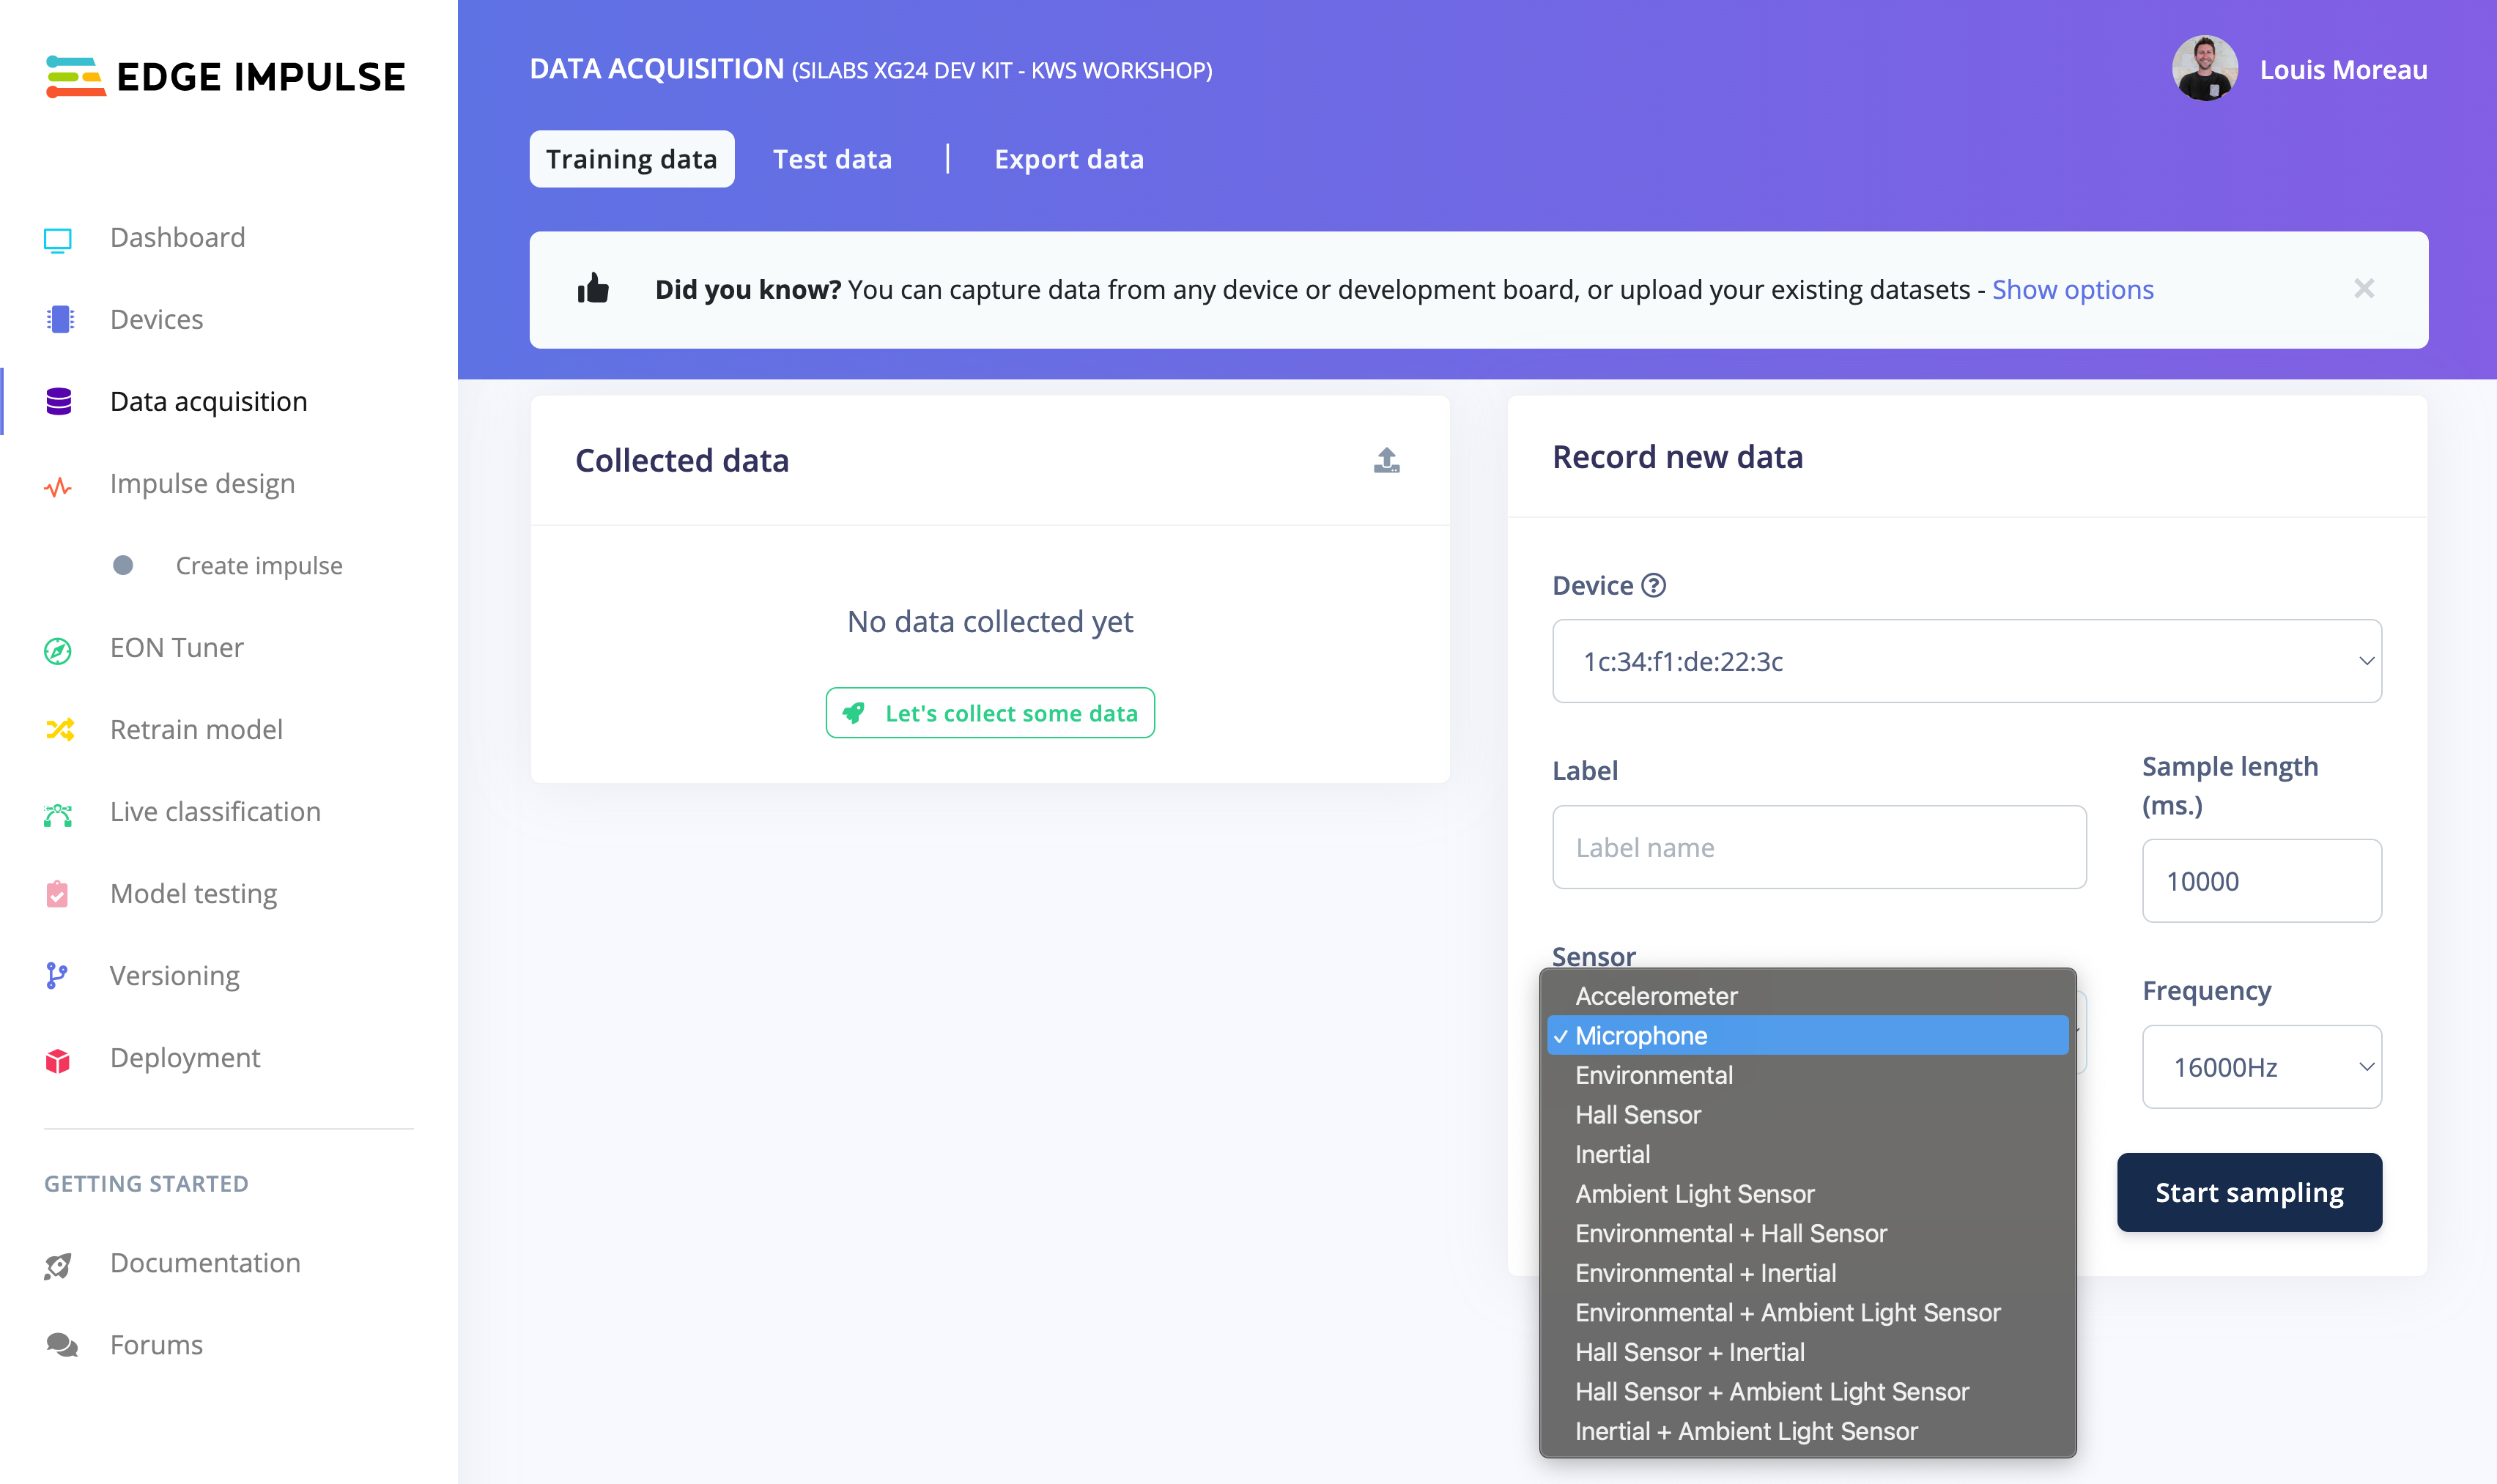 EDGE IMPULSE
Dashboard
Devices
Data acquisition
Impulse design
Create impulse
EON Tuner
Retrain model
Live classification
Model testing
Versioning
Deployment
GETTING STARTED
Documentation
Forums
DATA ACQUISITION (SILABS XG24 DEV KIT - KWS WORKSHOP)
Louis Moreau
Training data
Test data
|
Export data
Did you know? You can capture data from any device or development board, or upload your existing datasets - Show options
×
Collected data
No data collected yet
Let's collect some data
Record new data
Device ?
1c:34:f1:de:22:3c
Label
Label name
Sample length
(ms.)
10000
Sensor
Accelerometer
✓ Microphone
Environmental
Hall Sensor
Inertial
Ambient Light Sensor
Environmental + Hall Sensor
Environmental + Inertial
Environmental + Ambient Light Sensor
Hall Sensor + Inertial
Hall Sensor + Ambient Light Sensor
Inertial + Ambient Light Sensor
Frequency
16000Hz
Start sampling